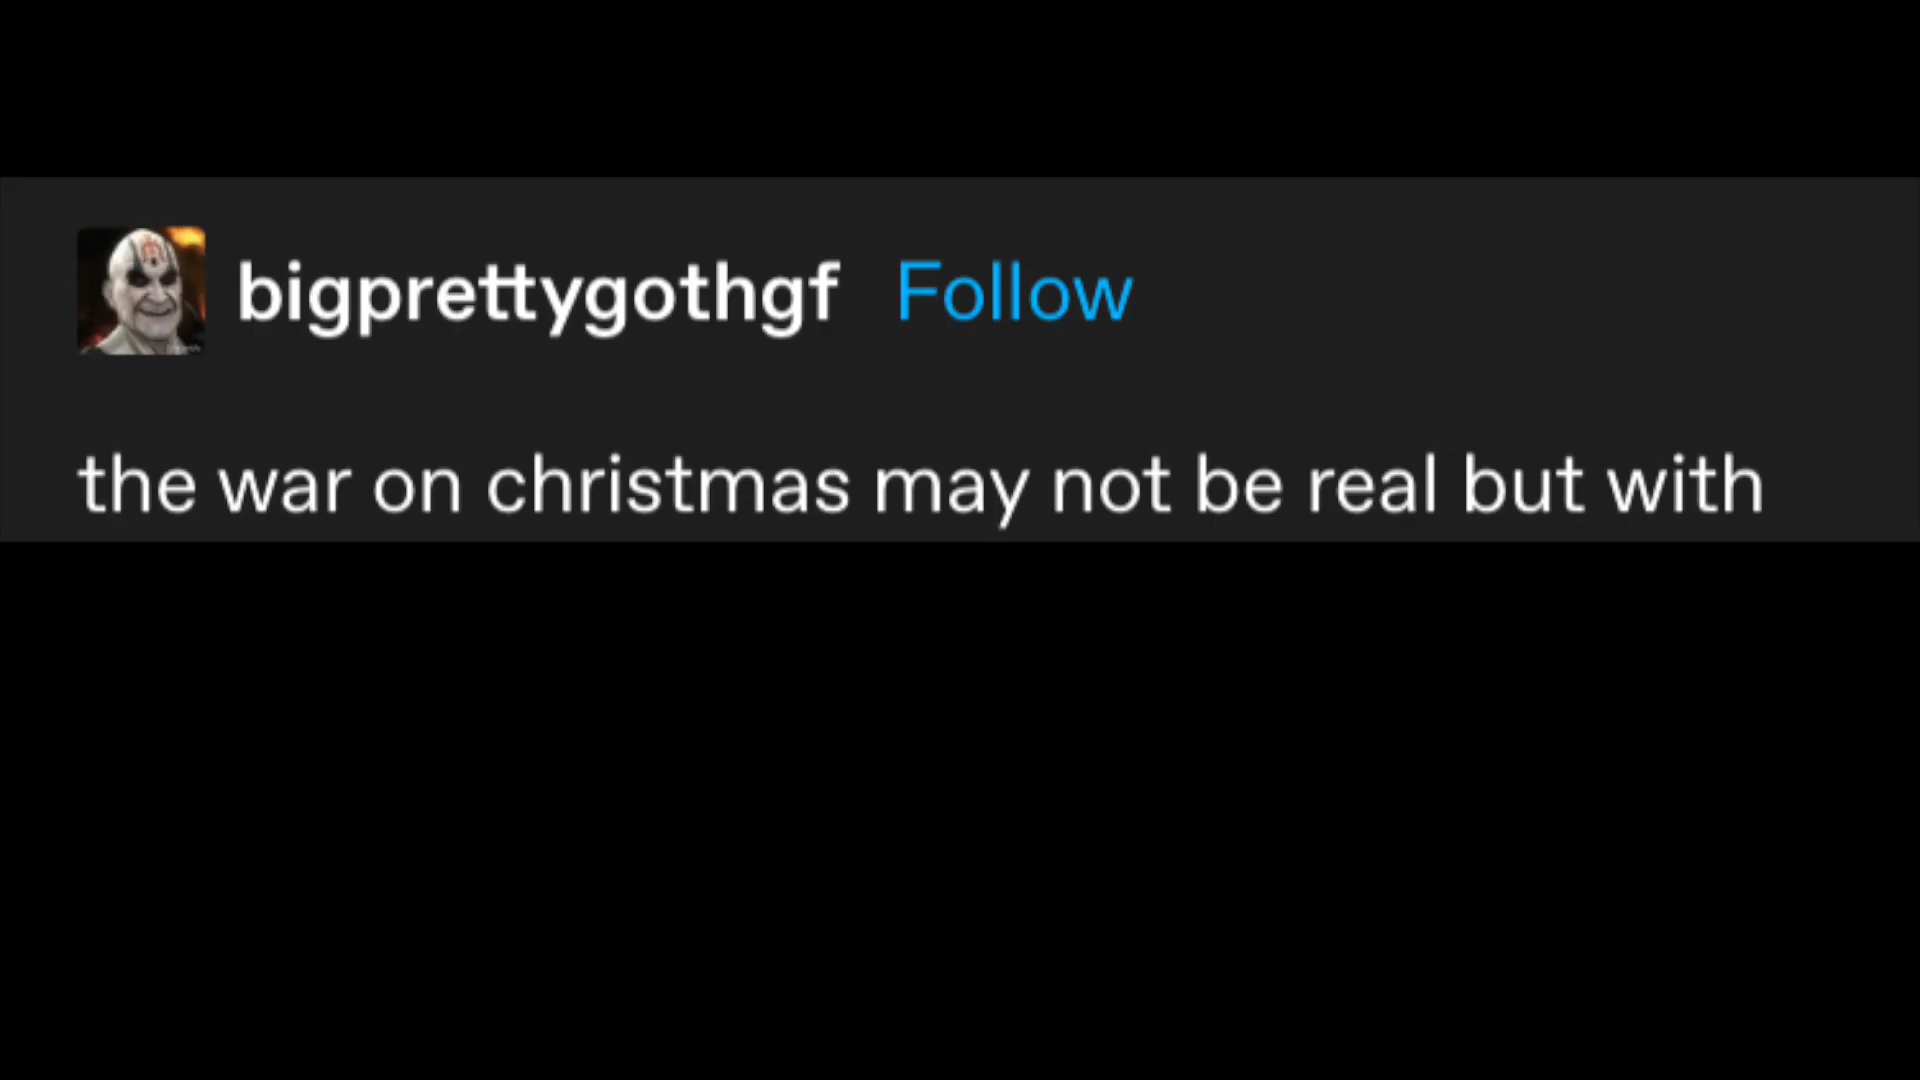 bigprettygothgf Follow
the war on christmas may not be real but with